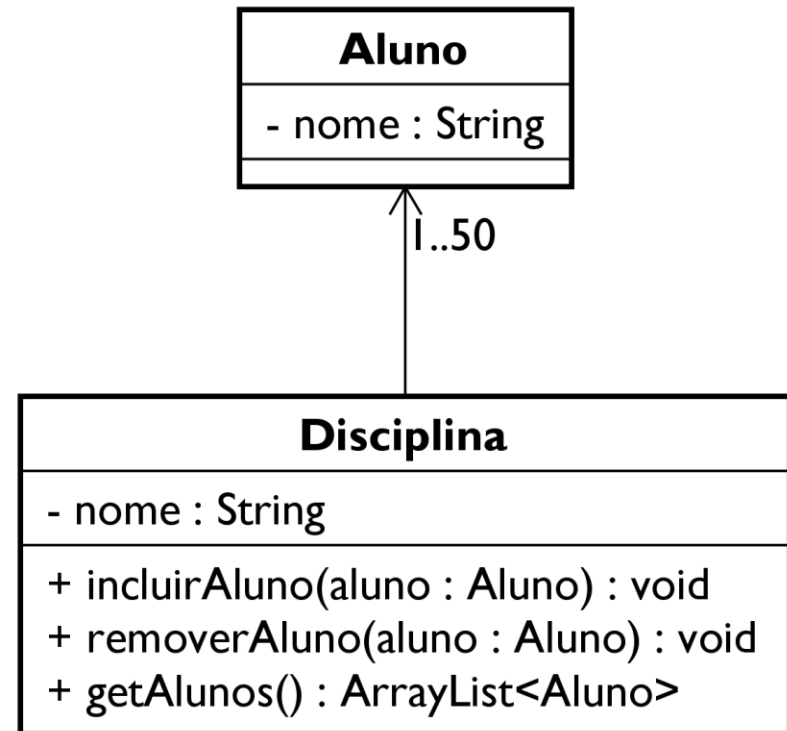 Aluno
- nome : String
1..50
Disciplina
- nome : String
+ incluirAluno(aluno : Aluno) : void
+ removerAluno(aluno : Aluno) : void
+ getAlunos() : ArrayList<Aluno>